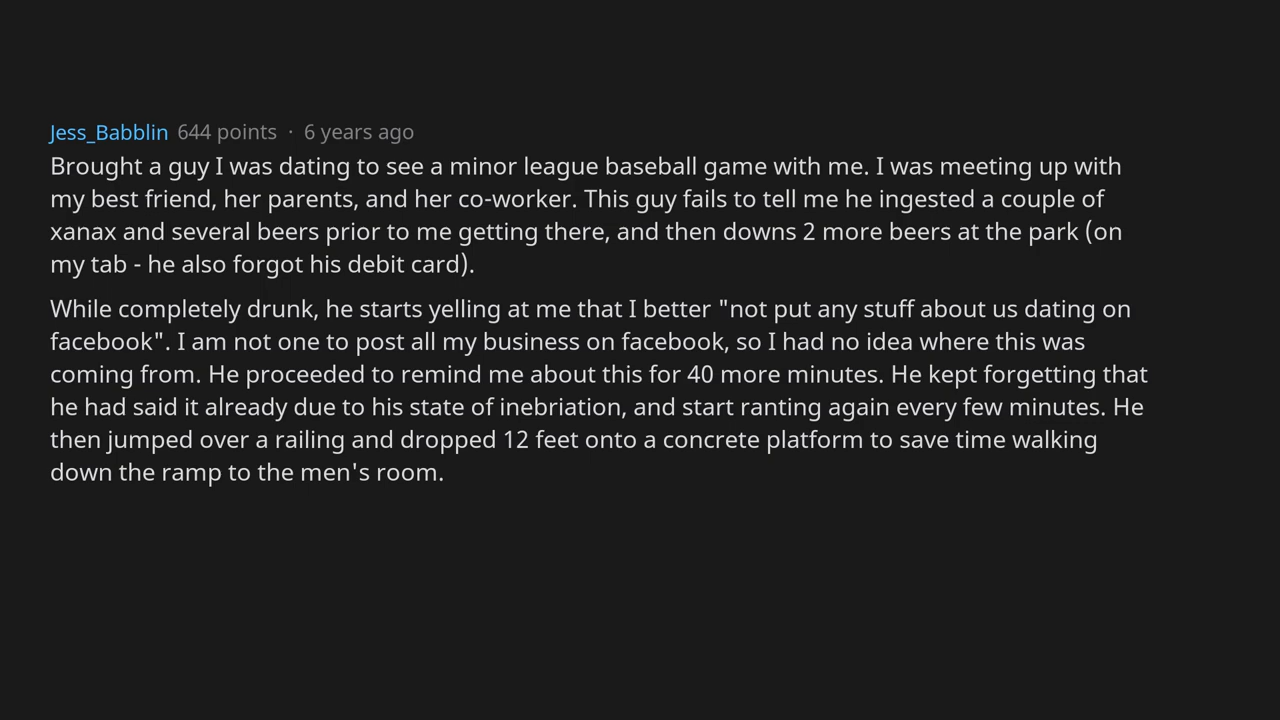 Jess_Babblin 644 points · 6 years ago
Brought a guy I was dating to see a minor league baseball game with me. I was meeting up with
my best friend, her parents, and her co-worker. This guy fails to tell me he ingested a couple of
xanax and several beers prior to me getting there, and then downs 2 more beers at the park (on
my tab - he also forgot his debit card).
While completely drunk, he starts yelling at me that I better "not put any stuff about us dating on
facebook". I am not one to post all my business on facebook, so I had no idea where this was
coming from. He proceeded to remind me about this for 40 more minutes. He kept forgetting that
he had said it already due to his state of inebriation, and start ranting again every few minutes. He
then jumped over a railing and dropped 12 feet onto a concrete platform to save time walking
down the ramp to the men's room.